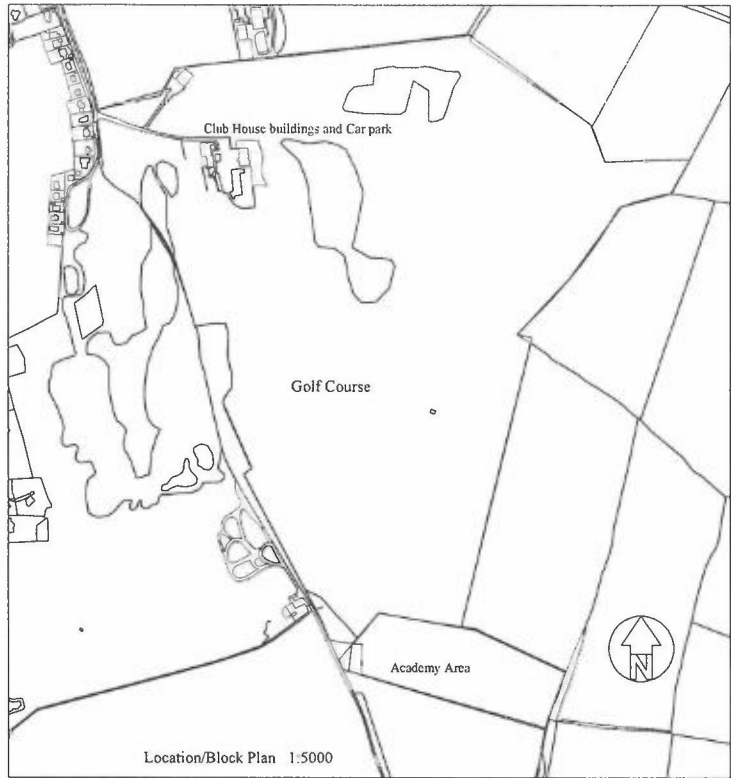 Club House buildings and Car park
Golf Course
N
Academy Area
Location/Block Plan 1:5000